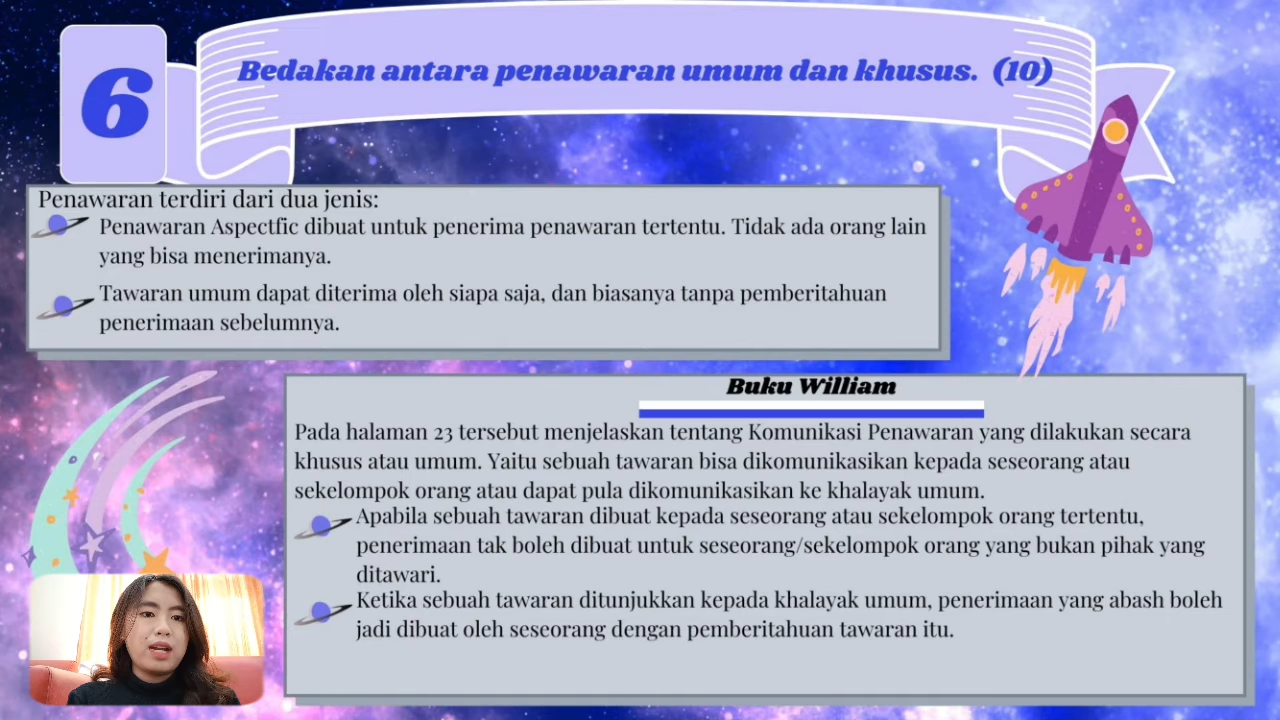 6
Bedakan antara penawaran umum dan khusus. (10)
Penawaran terdiri dari dua jenis:
Penawaran Aspectfic dibuat untuk penerima penawaran tertentu. Tidak ada orang lain
yang bisa menerimanya.
Tawaran umum dapat diterima oleh siapa saja, dan biasanya tanpa pemberitahuan
penerimaan sebelumnya.
Buku William
Pada halaman 23 tersebut menjelaskan tentang Komunikasi Penawaran yang dilakukan secara
khusus atau umum. Yaitu sebuah tawaran bisa dikomunikasikan kepada seseorang atau
sekelompok orang atau dapat pula dikomunikasikan ke khalayak umum.
Apabila sebuah tawaran dibuat kepada seseorang atau sekelompok orang tertentu,
penerimaan tak boleh dibuat untuk seseorang/sekelompok orang yang bukan pihak yang
ditawari.
Ketika sebuah tawaran ditunjukkan kepada khalayak umum, penerimaan yang abash boleh
jadi dibuat oleh seseorang dengan pemberitahuan tawaran itu.